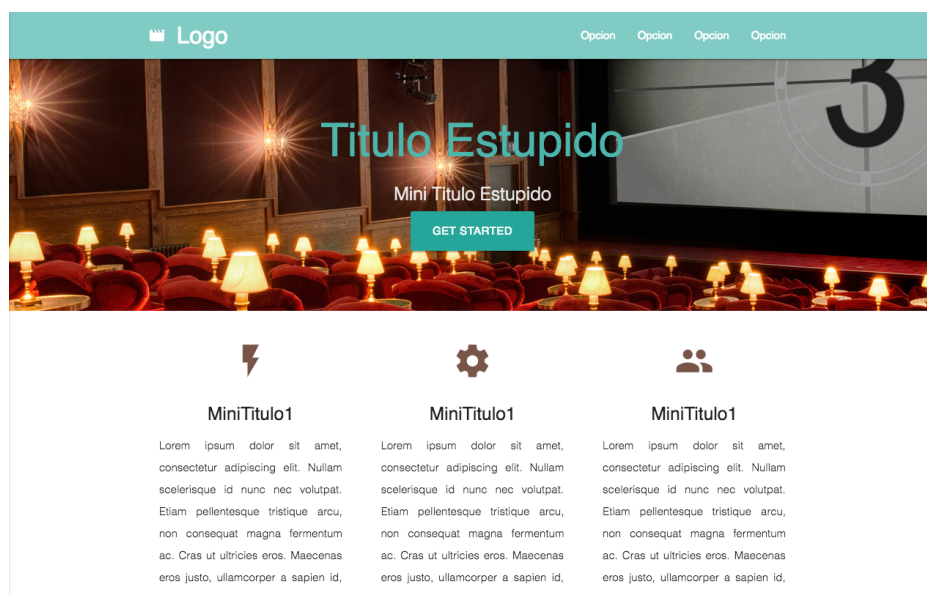 Logo
Opcion Opcion Opcion Opcion
3
Titulo Estupido
Mini Titulo Estupido
GET STARTED
MiniTitulo1
Lorem ipsum dolor sit amet,
consectetur adipiscing elit. Nullam
scelerisque id nunc nec volutpat.
Etiam pellentesque tristique arcu,
non consequat magna fermentum
ac. Cras ut ultricies eros. Maecenas
eros justo, ullamcorper a sapien id,
MiniTitulo1
Lorem ipsum dolor sit amet,
consectetur adipiscing elit. Nullam
scelerisque id nunc nec volutpat.
Etiam pellentesque tristique arcu,
non consequat magna fermentum
ac. Cras ut ultricies eros. Maecenas
eros justo, ullamcorper a sapien id,
MiniTitulo1
Lorem ipsum dolor sit amet,
consectetur adipiscing elit. Nullam
scelerisque id nunc nec volutpat.
Etiam pellentesque tristique arcu,
non consequat magna fermentum
ac. Cras ut ultricies eros. Maecenas
eros justo, ullamcorper a sapien id,